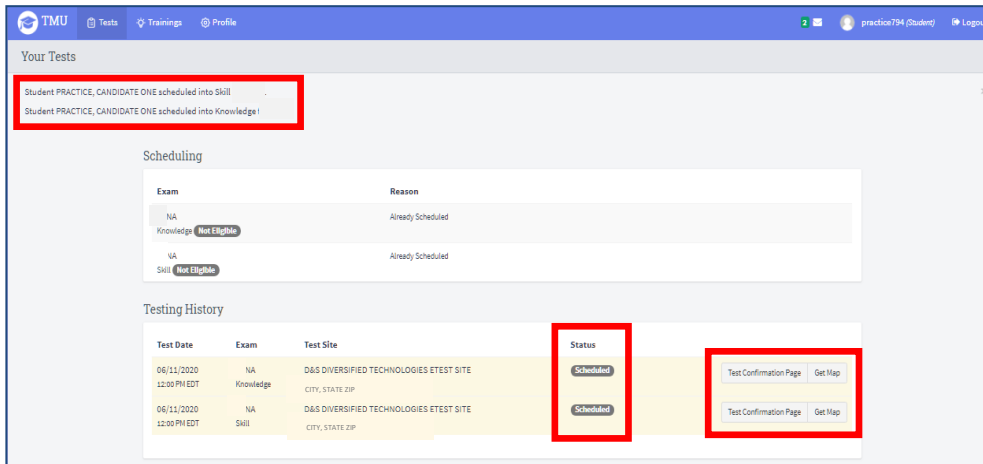 TMU Tests Trainings Profile 2 practice794 (Student) Logou
Your Tests
Student PRACTICE, CANDIDATE ONE scheduled into Skill
Student PRACTICE, CANDIDATE ONE scheduled into Knowledge
Scheduling
Exam Reason
NA Already Scheduled
Knowledge Not Eligible
NA Already Scheduled
Skill Not Eligible
Testing History
Test Date Exam Test Site Status
06/11/2020 NA D&S DIVERSIFIED TECHNOLOGIES ETEST SITE Scheduled Test Confirmation Page Get Map
12:00 PM EDT Knowledge CITY, STATE ZIP
06/11/2020 NA D&S DIVERSIFIED TECHNOLOGIES ETEST SITE Scheduled Test Confirmation Page Get Map
12:00 PM EDT Skill CITY, STATE ZIP